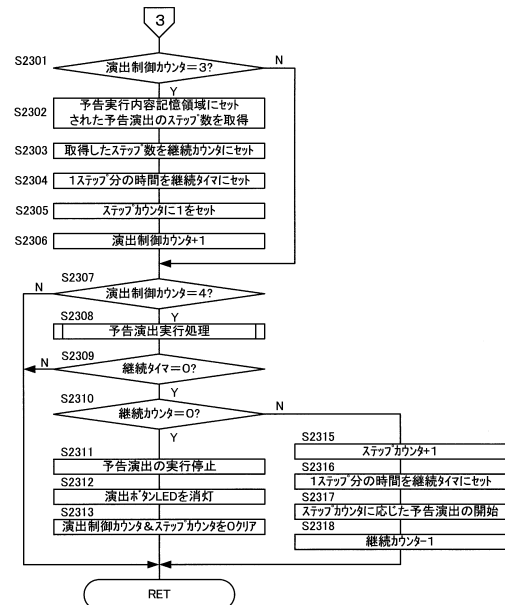 3
S2301
演出制御カウンタ=3?
N
Y
S2302
予告実行内容記憶領域にセット
された予告演出のステップ数を取得
S2303
取得したステップ数を継続カウンタにセット
S2304
1ステップ分の時間を継続タイマにセット
S2305
ステップカウンタに1をセット
S2306
演出制御カウンタ+1
S2307
N
演出制御カウンタ=4?
Y
S2308
予告演出実行処理
S2309
N
継続タイマ=0?
Y
S2310
継続カウンタ=0?
N
Y
S2311
予告演出の実行停止
S2312
演出ボタンLEDを消灯
S2313
演出制御カウンタ&ステップカウンタを0クリア
S2315
ステップカウンタ+1
S2316
1ステップ分の時間を継続タイマにセット
S2317
ステップカウンタに応じた予告演出の開始
S2318
継続カウンタ-1
RET